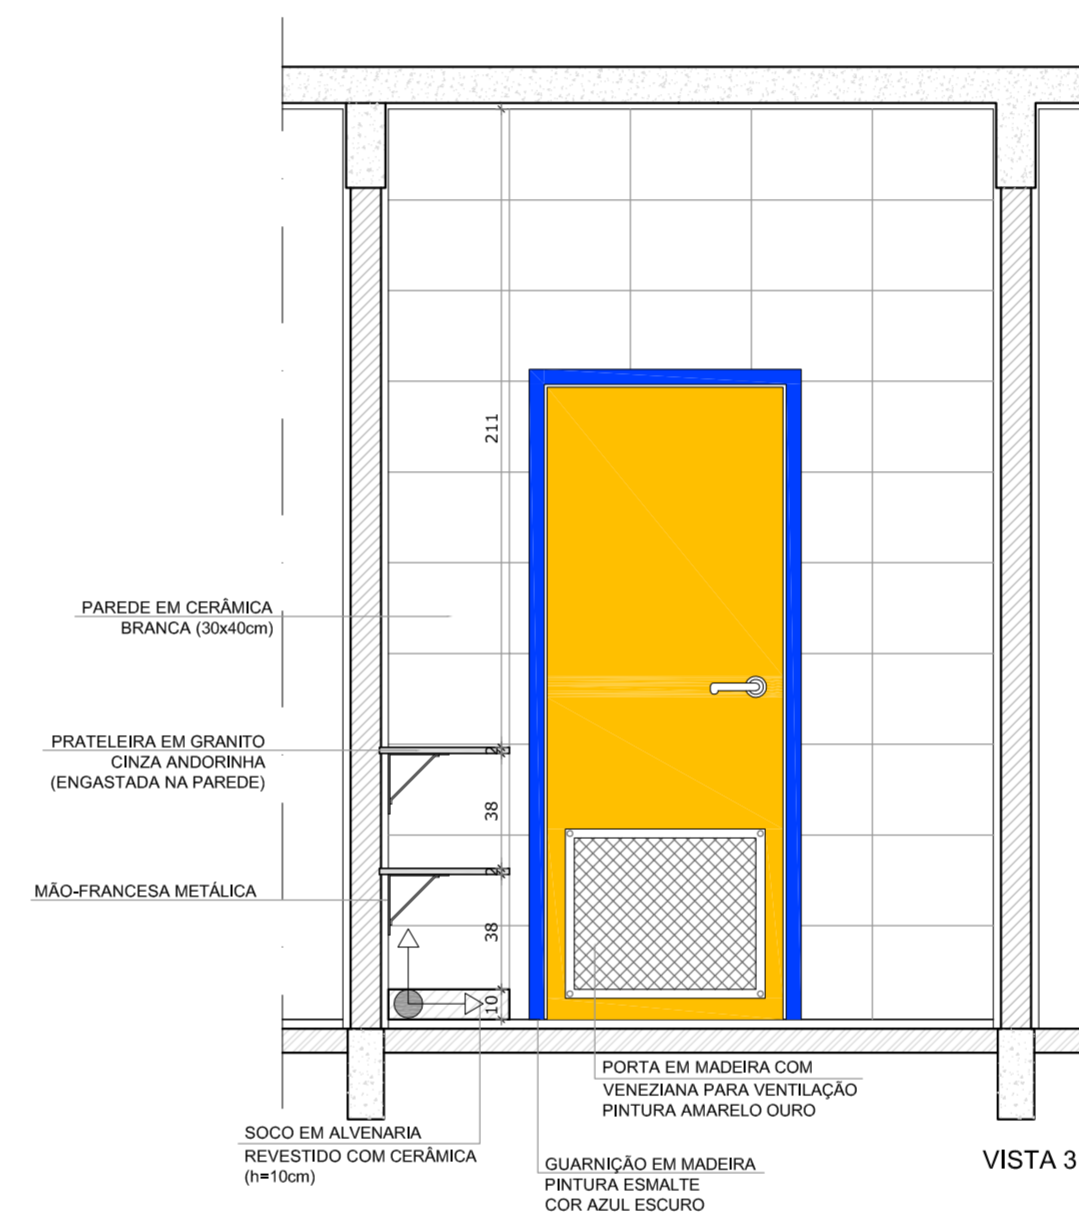 211
PAREDE EM CERÂMICA
BRANCA (30x40cm)
PRATELEIRA EM GRANITO
CINZA ANDORINHA
(ENGASTADA NA PAREDE)
38
MÃO-FRANCESA METÁLICA
38
10
PORTA EM MADEIRA COM
VENEZIANA PARA VENTILAÇÃO
PINTURA AMARELO OURO
SOCO EM ALVENARIA
REVESTIDO COM CERÂMICA
(h=10cm)
GUARNIÇÃO EM MADEIRA
PINTURA ESMALTE
COR AZUL ESCURO
VISTA 3